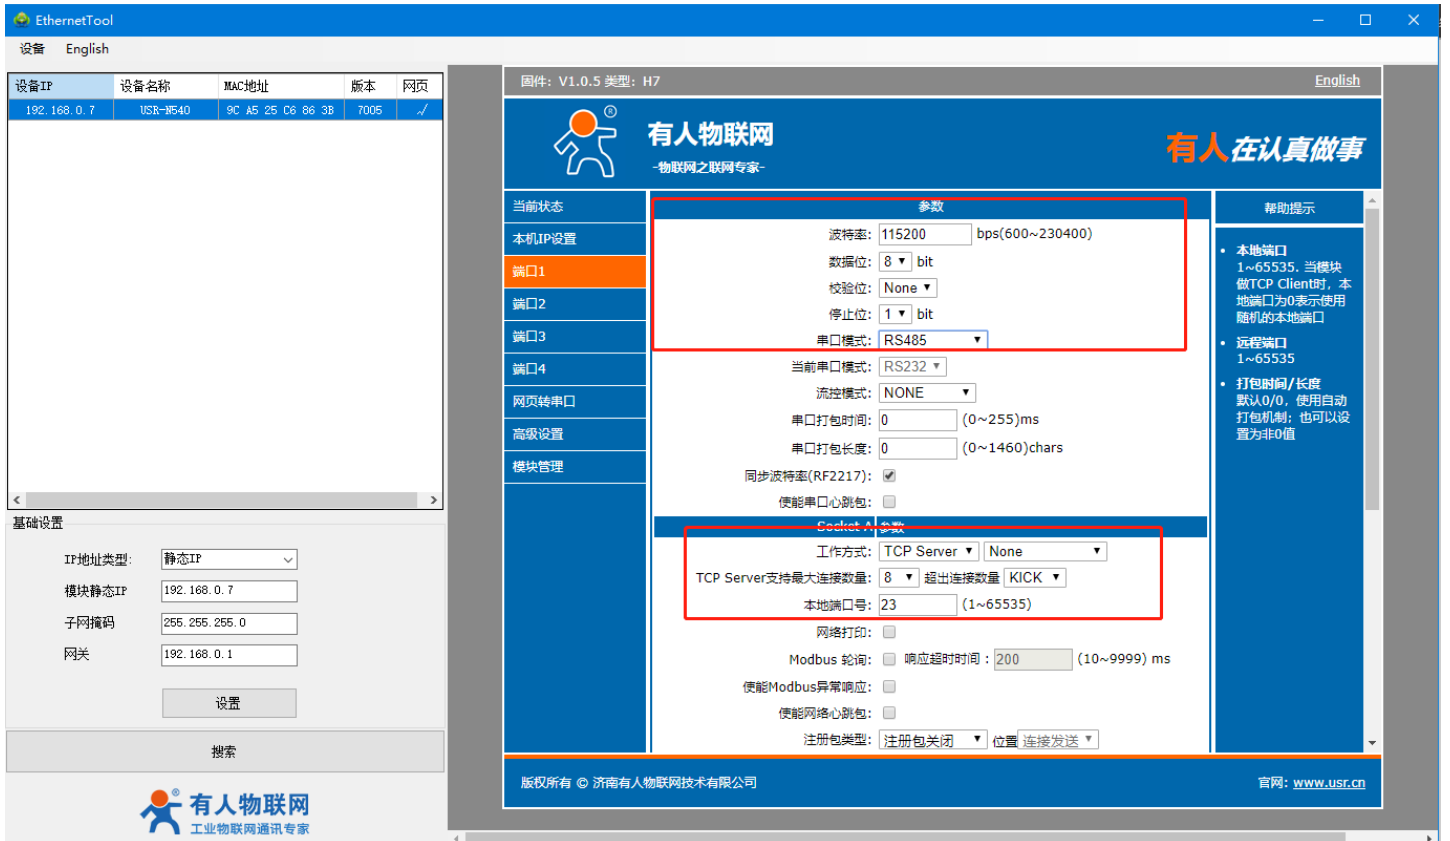 EthernetTool
设备 English
设备IP 设备名称 MAC地址 版本 网页
192.168.0.7 USR-N540 9C A5 25 C6 86 3B 7005 √
基础设置
IP地址类型: 静态IP
模块静态IP 192.168.0.7
子网掩码 255.255.255.0
网关 192.168.0.1
设置
搜索
® 有人物联网
工业物联网通讯专家
固件: V1.0.5 类型: H7 English
® 有人物联网
-物联网之联网专家-
有人在认真做事
当前状态
本机IP设置
端口1
端口2
端口3
端口4
网页转串口
高级设置
模块管理
参数
波特率: 115200 bps(600~230400)
数据位: 8 bit
校验位: None
停止位: 1 bit
串口模式: RS485
当前串口模式: RS232
流控模式: NONE
串口打包时间: 0 (0~255)ms
串口打包长度: 0 (0~1460)chars
同步波特率(RF2217):
使能串口心跳包:
Socket A 参数
工作方式: TCP Server None
TCP Server支持最大连接数量: 8 超出连接数量 KICK
本地端口号: 23 (1~65535)
网络打印:
Modbus 轮询: 响应超时时间: 200 (10~9999) ms
使能Modbus异常响应:
使能网络心跳包:
注册包类型: 注册包关闭 位置 连接发送
帮助提示
• 本地端口
1~65535. 当模块
做TCP Client时，本
地端口为0表示使用
随机的本地端口
• 远程端口
1~65535
• 打包时间/长度
默认0/0，使用自动
打包机制；也可以设
置为非0值
版权所有 © 济南有人物联网技术有限公司 官网: www.usr.cn